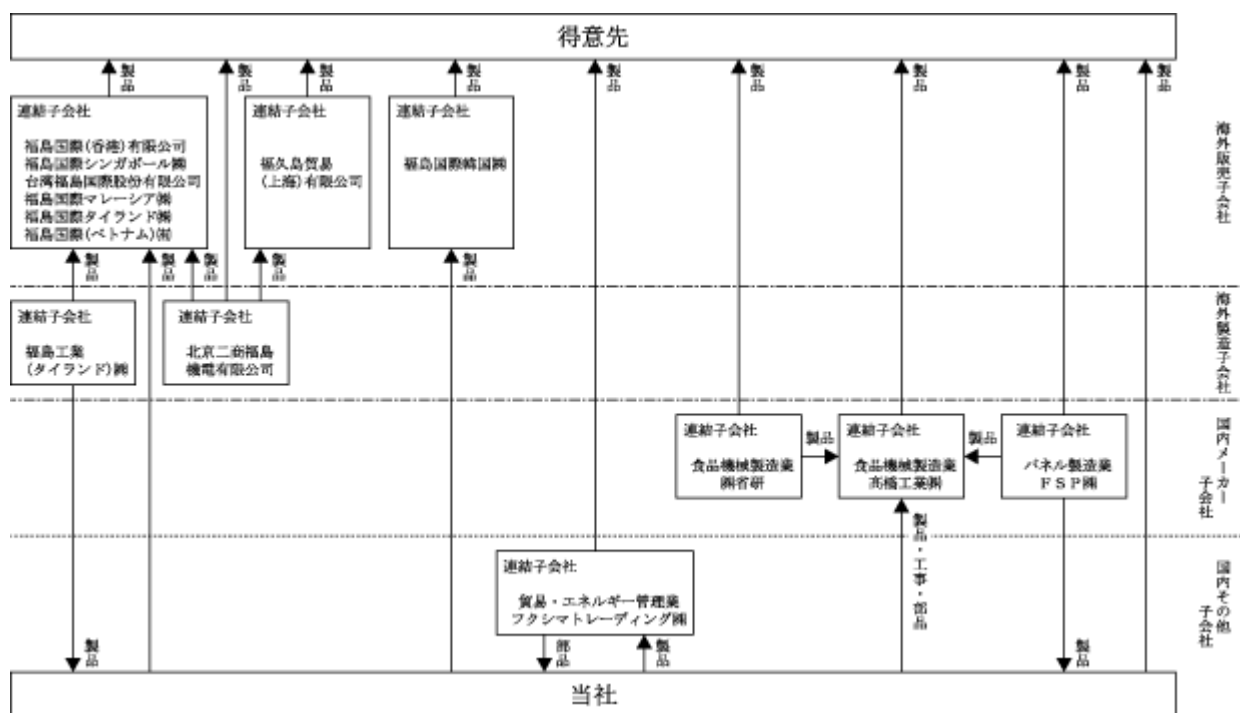 得意先
製品
製品
製品
製品
製品
製品
製品
製品
製品
連結子会社
福島国際(香港)有限公司
福島国際シンガポール㈱
台湾福島国際股份有限公司
福島国際マレーシア㈱
福島国際タイランド㈱
福島国際(ベトナム)㈲
連結子会社
福久島貿易
(上海)有限公司
連結子会社
福島国際韓国㈱
海外販売子会社
製品
製品
製品
製品
製品
連結子会社
福島工業
(タイランド)㈱
連結子会社
北京二商福島
機電有限公司
海外製造子会社
連結子会社
食品機械製造業
㈱省研
製品
連結子会社
食品機械製造業
髙橋工業㈱
製品
連結子会社
パネル製造業
FSP㈱
国内メーカー
子会社
連結子会社
貿易・エネルギー管理業
フクシマトレーディング㈱
製品・工事・部品
国内その他
子会社
製品
部品
製品
製品
当社